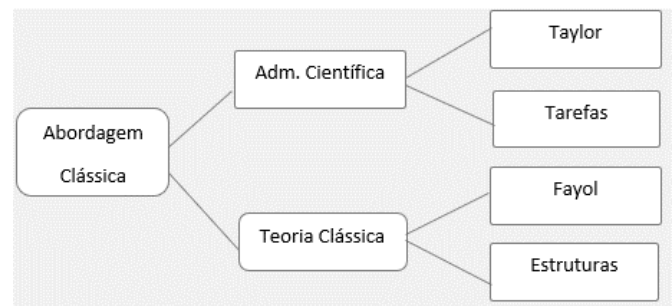 Abordagem
Clássica
Adm. Científica
Teoria Clássica
Taylor
Tarefas
Fayol
Estruturas